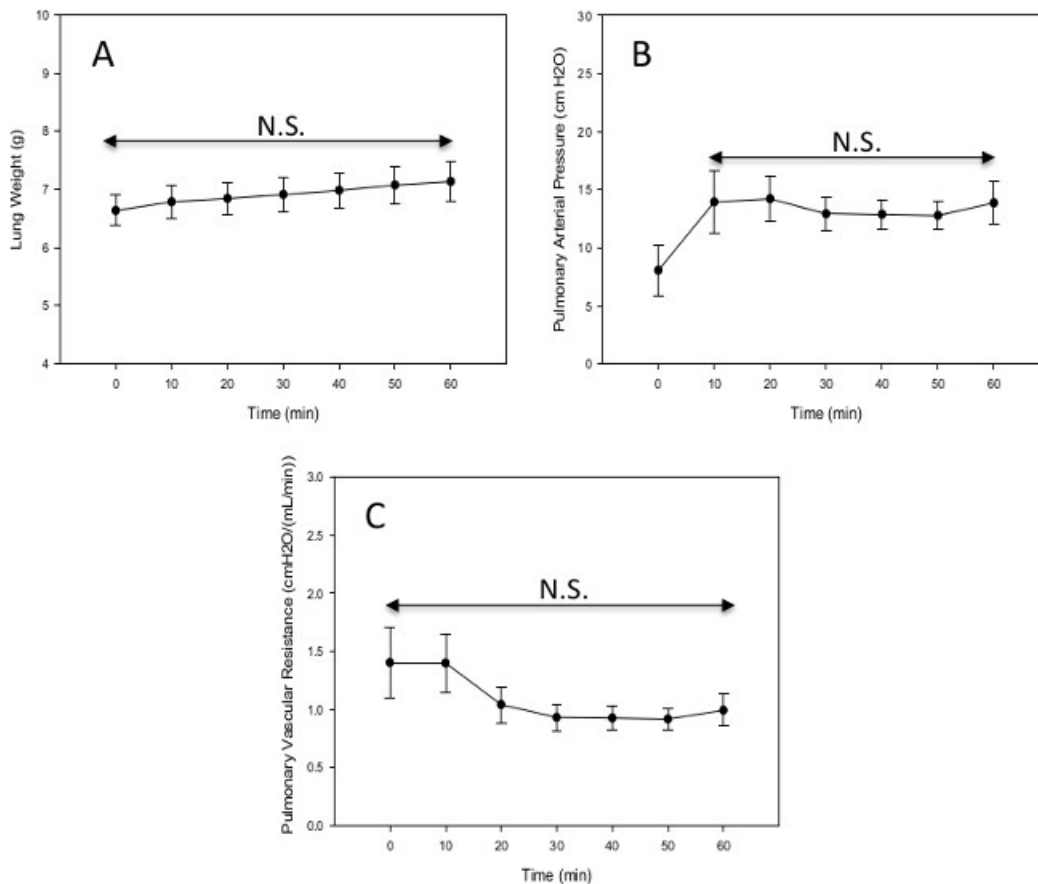 A
N.S.
Lung Weight (g)
10
9
8
7
6
5
4
0 10 20 30 40 50 60
Time (min)
B
N.S.
Pulmonary Arterial Pressure (cm H2O)
30
25
20
15
10
5
0
0 10 20 30 40 50 60
Time (min)
C
N.S.
Pulmonary Vascular Resistance (cmH2O/(mL/min))
3.0
2.5
2.0
1.5
1.0
0.5
0.0
0 10 20 30 40 50 60
Time (min)